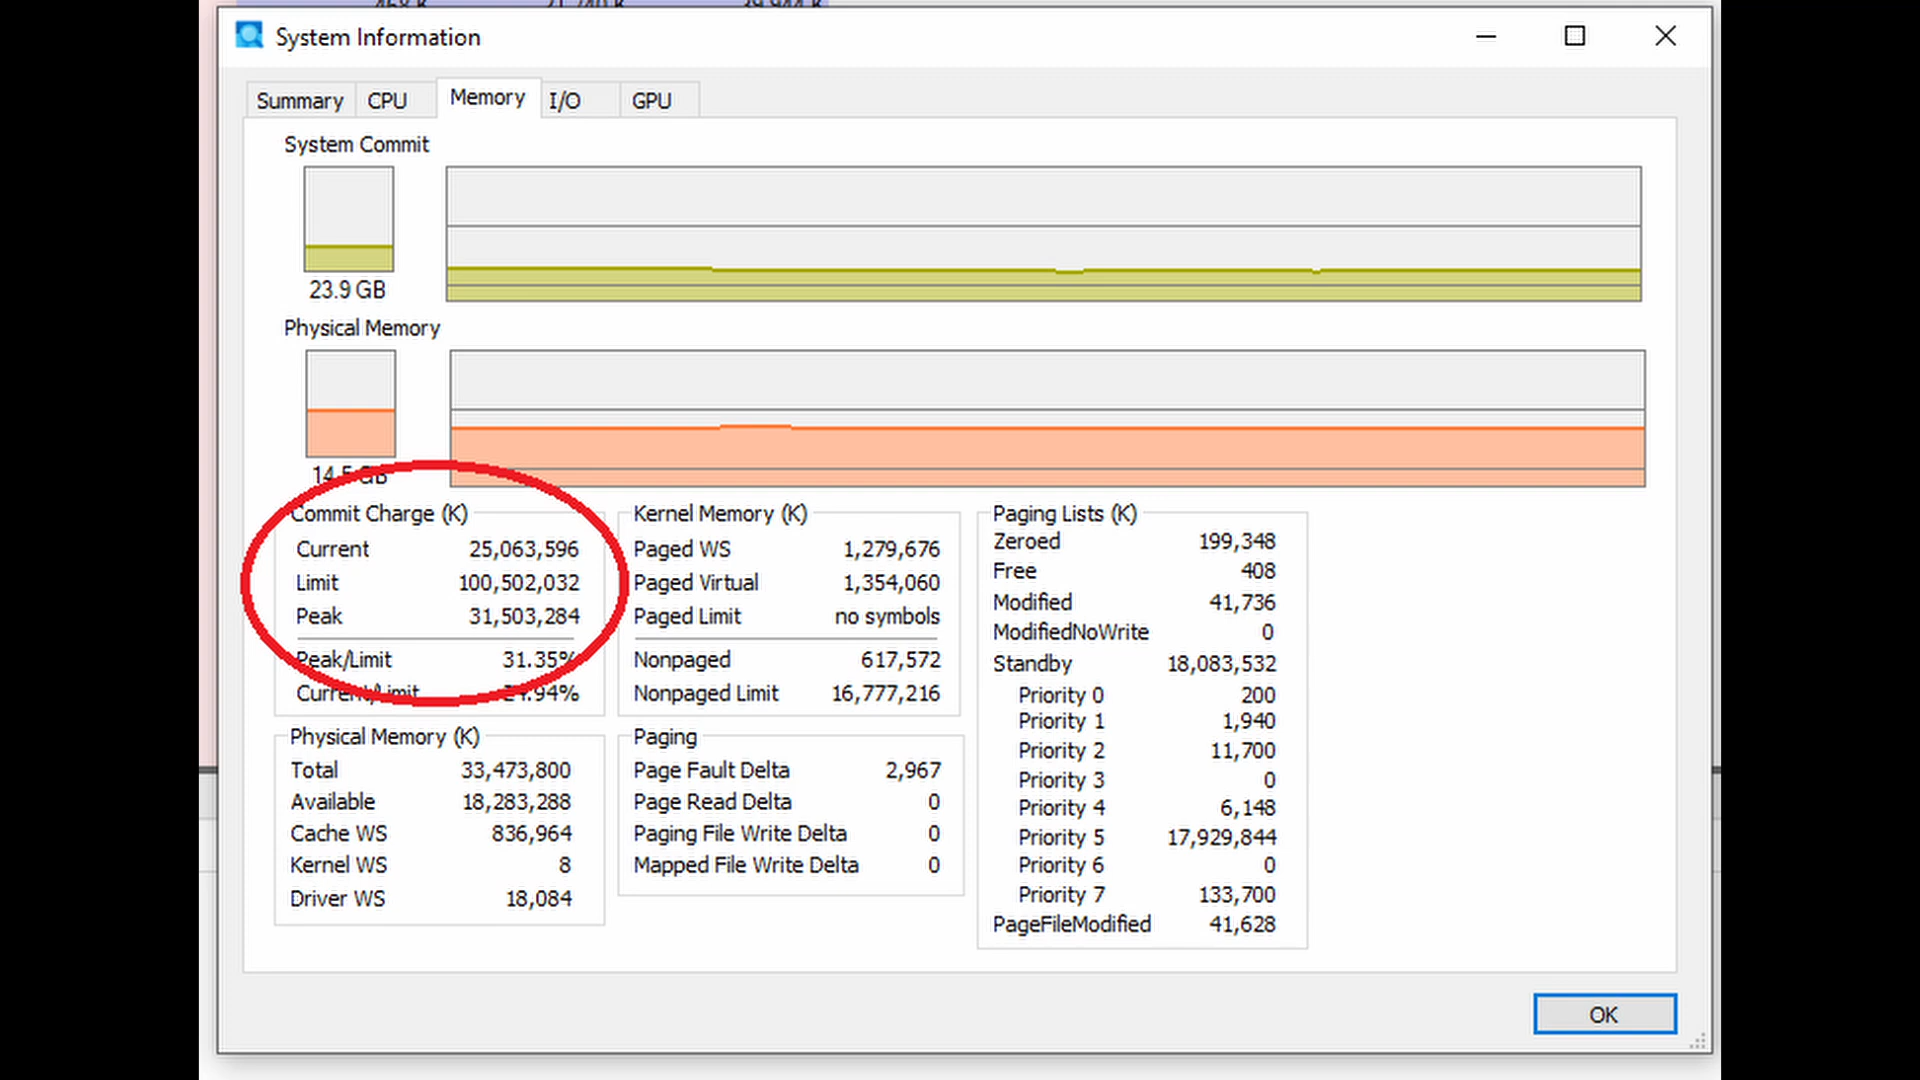 System Information
Summary CPU Memory I/O GPU
System Commit
23.9 GB
Physical Memory
14.5 GB
Commit Charge (K)
Current 25,063,596
Limit 100,502,032
Peak 31,503,284
Peak/Limit 31.35%
Current/Limit 24.94%
Kernel Memory (K)
Paged WS 1,279,676
Paged Virtual 1,354,060
Paged Limit no symbols
Nonpaged 617,572
Nonpaged Limit 16,777,216
Paging Lists (K)
Zeroed 199,348
Free 408
Modified 41,736
ModifiedNoWrite 0
Standby 18,083,532
Priority 0 200
Priority 1 1,940
Priority 2 11,700
Priority 3 0
Priority 4 6,148
Priority 5 17,929,844
Priority 6 0
Priority 7 133,700
PageFileModified 41,628
Physical Memory (K)
Total 33,473,800
Available 18,283,288
Cache WS 836,964
Kernel WS 8
Driver WS 18,084
Paging
Page Fault Delta 2,967
Page Read Delta 0
Paging File Write Delta 0
Mapped File Write Delta 0
OK